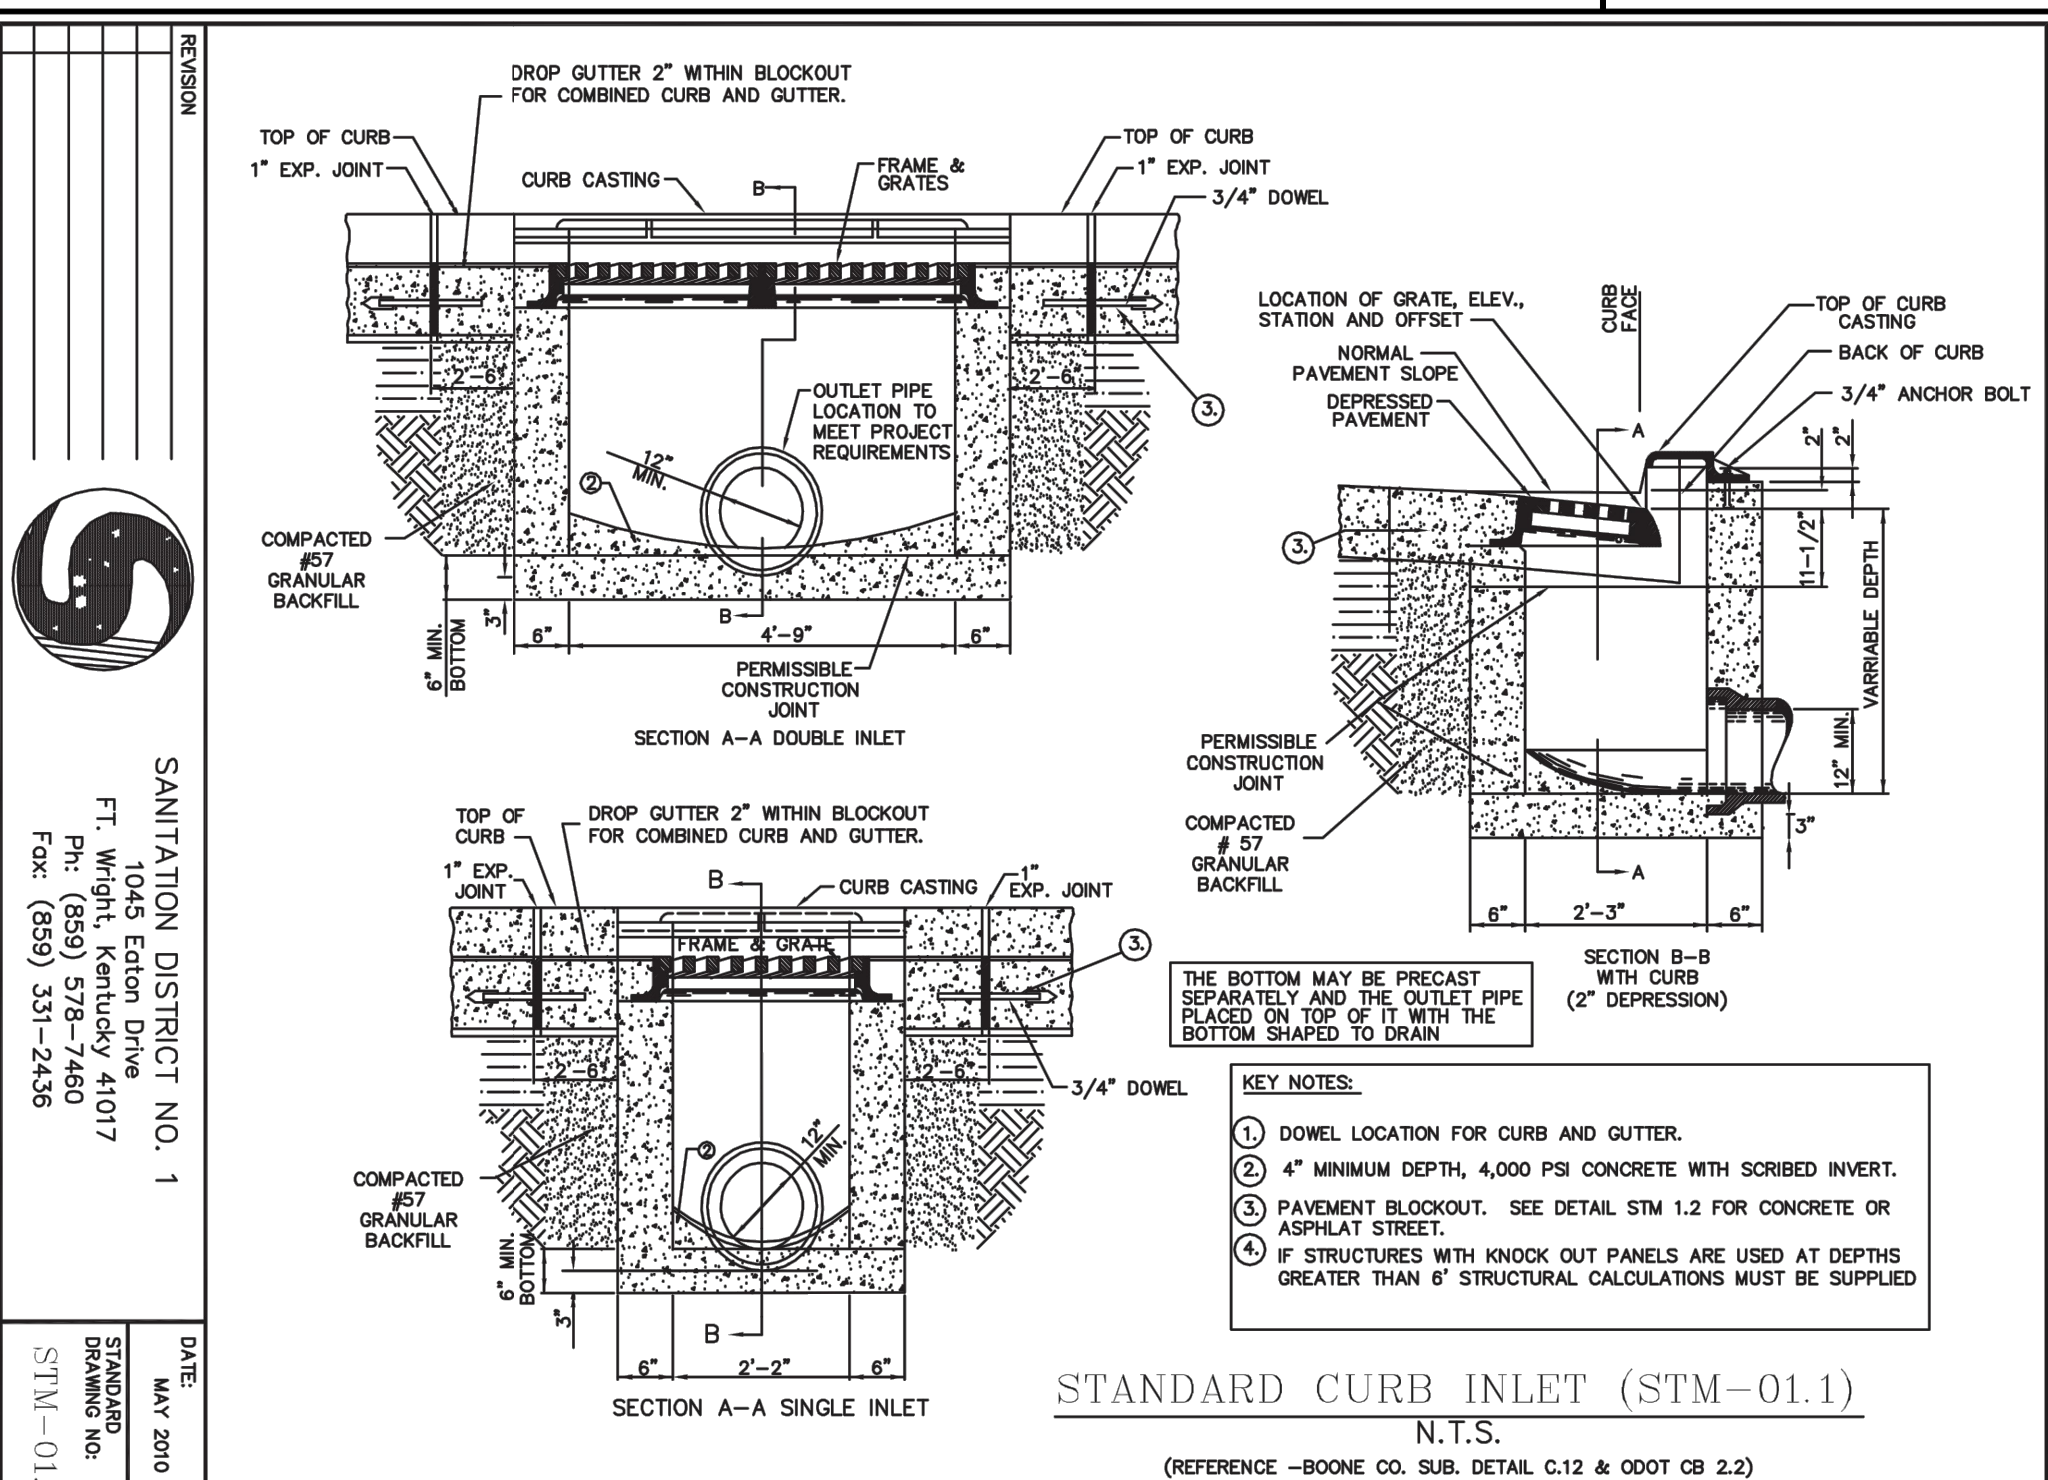 REVISION
SANITATION DISTRICT NO. 1
1045 Eaton Drive
FT. Wright, Kentucky 41017
Ph: (859) 578-7460
Fax: (859) 331-2436
DATE:
MAY 2010
STANDARD
DRAWING NO:
STM-01.
DROP GUTTER 2" WITHIN BLOCKOUT
FOR COMBINED CURB AND GUTTER.
TOP OF CURB
1" EXP. JOINT
CURB CASTING
B
FRAME &
GRATES
TOP OF CURB
1" EXP. JOINT
3/4" DOWEL
2'-6"
2'-6"
3.
OUTLET PIPE
LOCATION TO
MEET PROJECT
REQUIREMENTS
12"
MIN.
2
COMPACTED
#57
GRANULAR
BACKFILL
6" MIN.
BOTTOM
3"
B
6"
4'-9"
6"
PERMISSIBLE
CONSTRUCTION
JOINT
SECTION A-A DOUBLE INLET
LOCATION OF GRATE, ELEV.,
STATION AND OFFSET
NORMAL
PAVEMENT SLOPE
DEPRESSED
PAVEMENT
CURB
FACE
TOP OF CURB
CASTING
BACK OF CURB
3/4" ANCHOR BOLT
A
2"
2"
3.
11-1/2"
VARRIABLE DEPTH
12" MIN.
3"
PERMISSIBLE
CONSTRUCTION
JOINT
COMPACTED
# 57
GRANULAR
BACKFILL
A
6"
2'-3"
6"
SECTION B-B
WITH CURB
(2" DEPRESSION)
TOP OF
CURB
DROP GUTTER 2" WITHIN BLOCKOUT
FOR COMBINED CURB AND GUTTER.
1" EXP.
JOINT
B
CURB CASTING
1"
EXP. JOINT
FRAME & GRATE
3.
2'-6"
2'-6"
3/4" DOWEL
2
12"
MIN.
COMPACTED
#57
GRANULAR
BACKFILL
6" MIN.
BOTTOM
3"
B
6"
2'-2"
6"
SECTION A-A SINGLE INLET
THE BOTTOM MAY BE PRECAST
SEPARATELY AND THE OUTLET PIPE
PLACED ON TOP OF IT WITH THE
BOTTOM SHAPED TO DRAIN
KEY NOTES:
1. DOWEL LOCATION FOR CURB AND GUTTER.
2. 4" MINIMUM DEPTH, 4,000 PSI CONCRETE WITH SCRIBED INVERT.
3. PAVEMENT BLOCKOUT. SEE DETAIL STM 1.2 FOR CONCRETE OR
ASPHLAT STREET.
4. IF STRUCTURES WITH KNOCK OUT PANELS ARE USED AT DEPTHS
GREATER THAN 6' STRUCTURAL CALCULATIONS MUST BE SUPPLIED
STANDARD CURB INLET (STM-01.1)
N.T.S.
(REFERENCE -BOONE CO. SUB. DETAIL C.12 & ODOT CB 2.2)